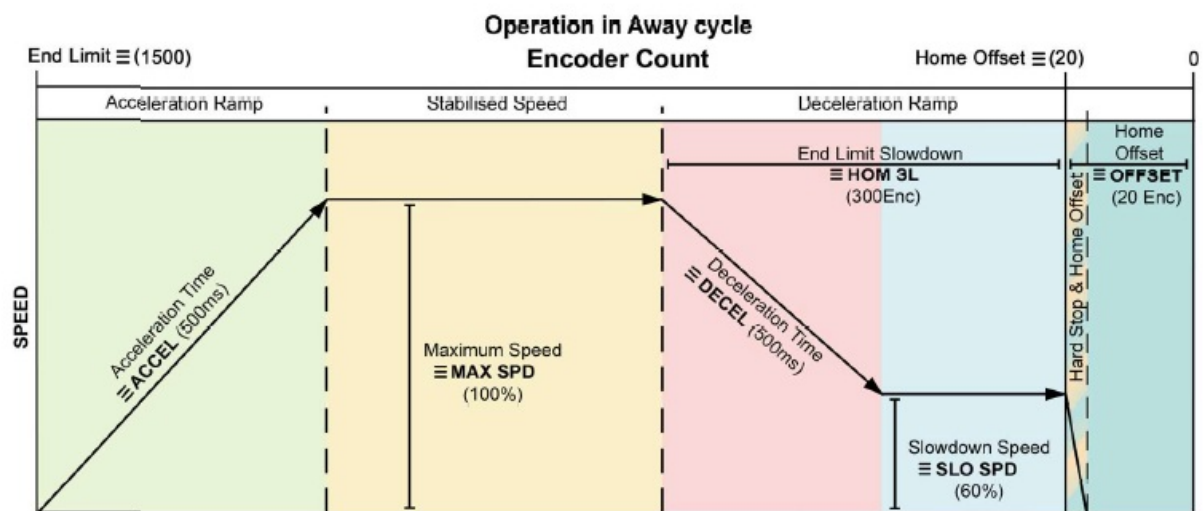 Operation in Away cycle
End Limit ≡ (1500)
Encoder Count
Home Offset ≡ (20)
0
Acceleration Ramp
Stabilised Speed
Deceleration Ramp
End Limit Slowdown
≡ HOM SL
(300Enc)
Home
Offset
≡ OFFSET
(20 Enc)
Hard Stop & Home Offset
SPEED
Acceleration Time
≡ ACCEL (500ms)
Maximum Speed
≡ MAX SPD
(100%)
Deceleration Time
≡ DECEL (500ms)
Slowdown Speed
≡ SLO SPD
(60%)